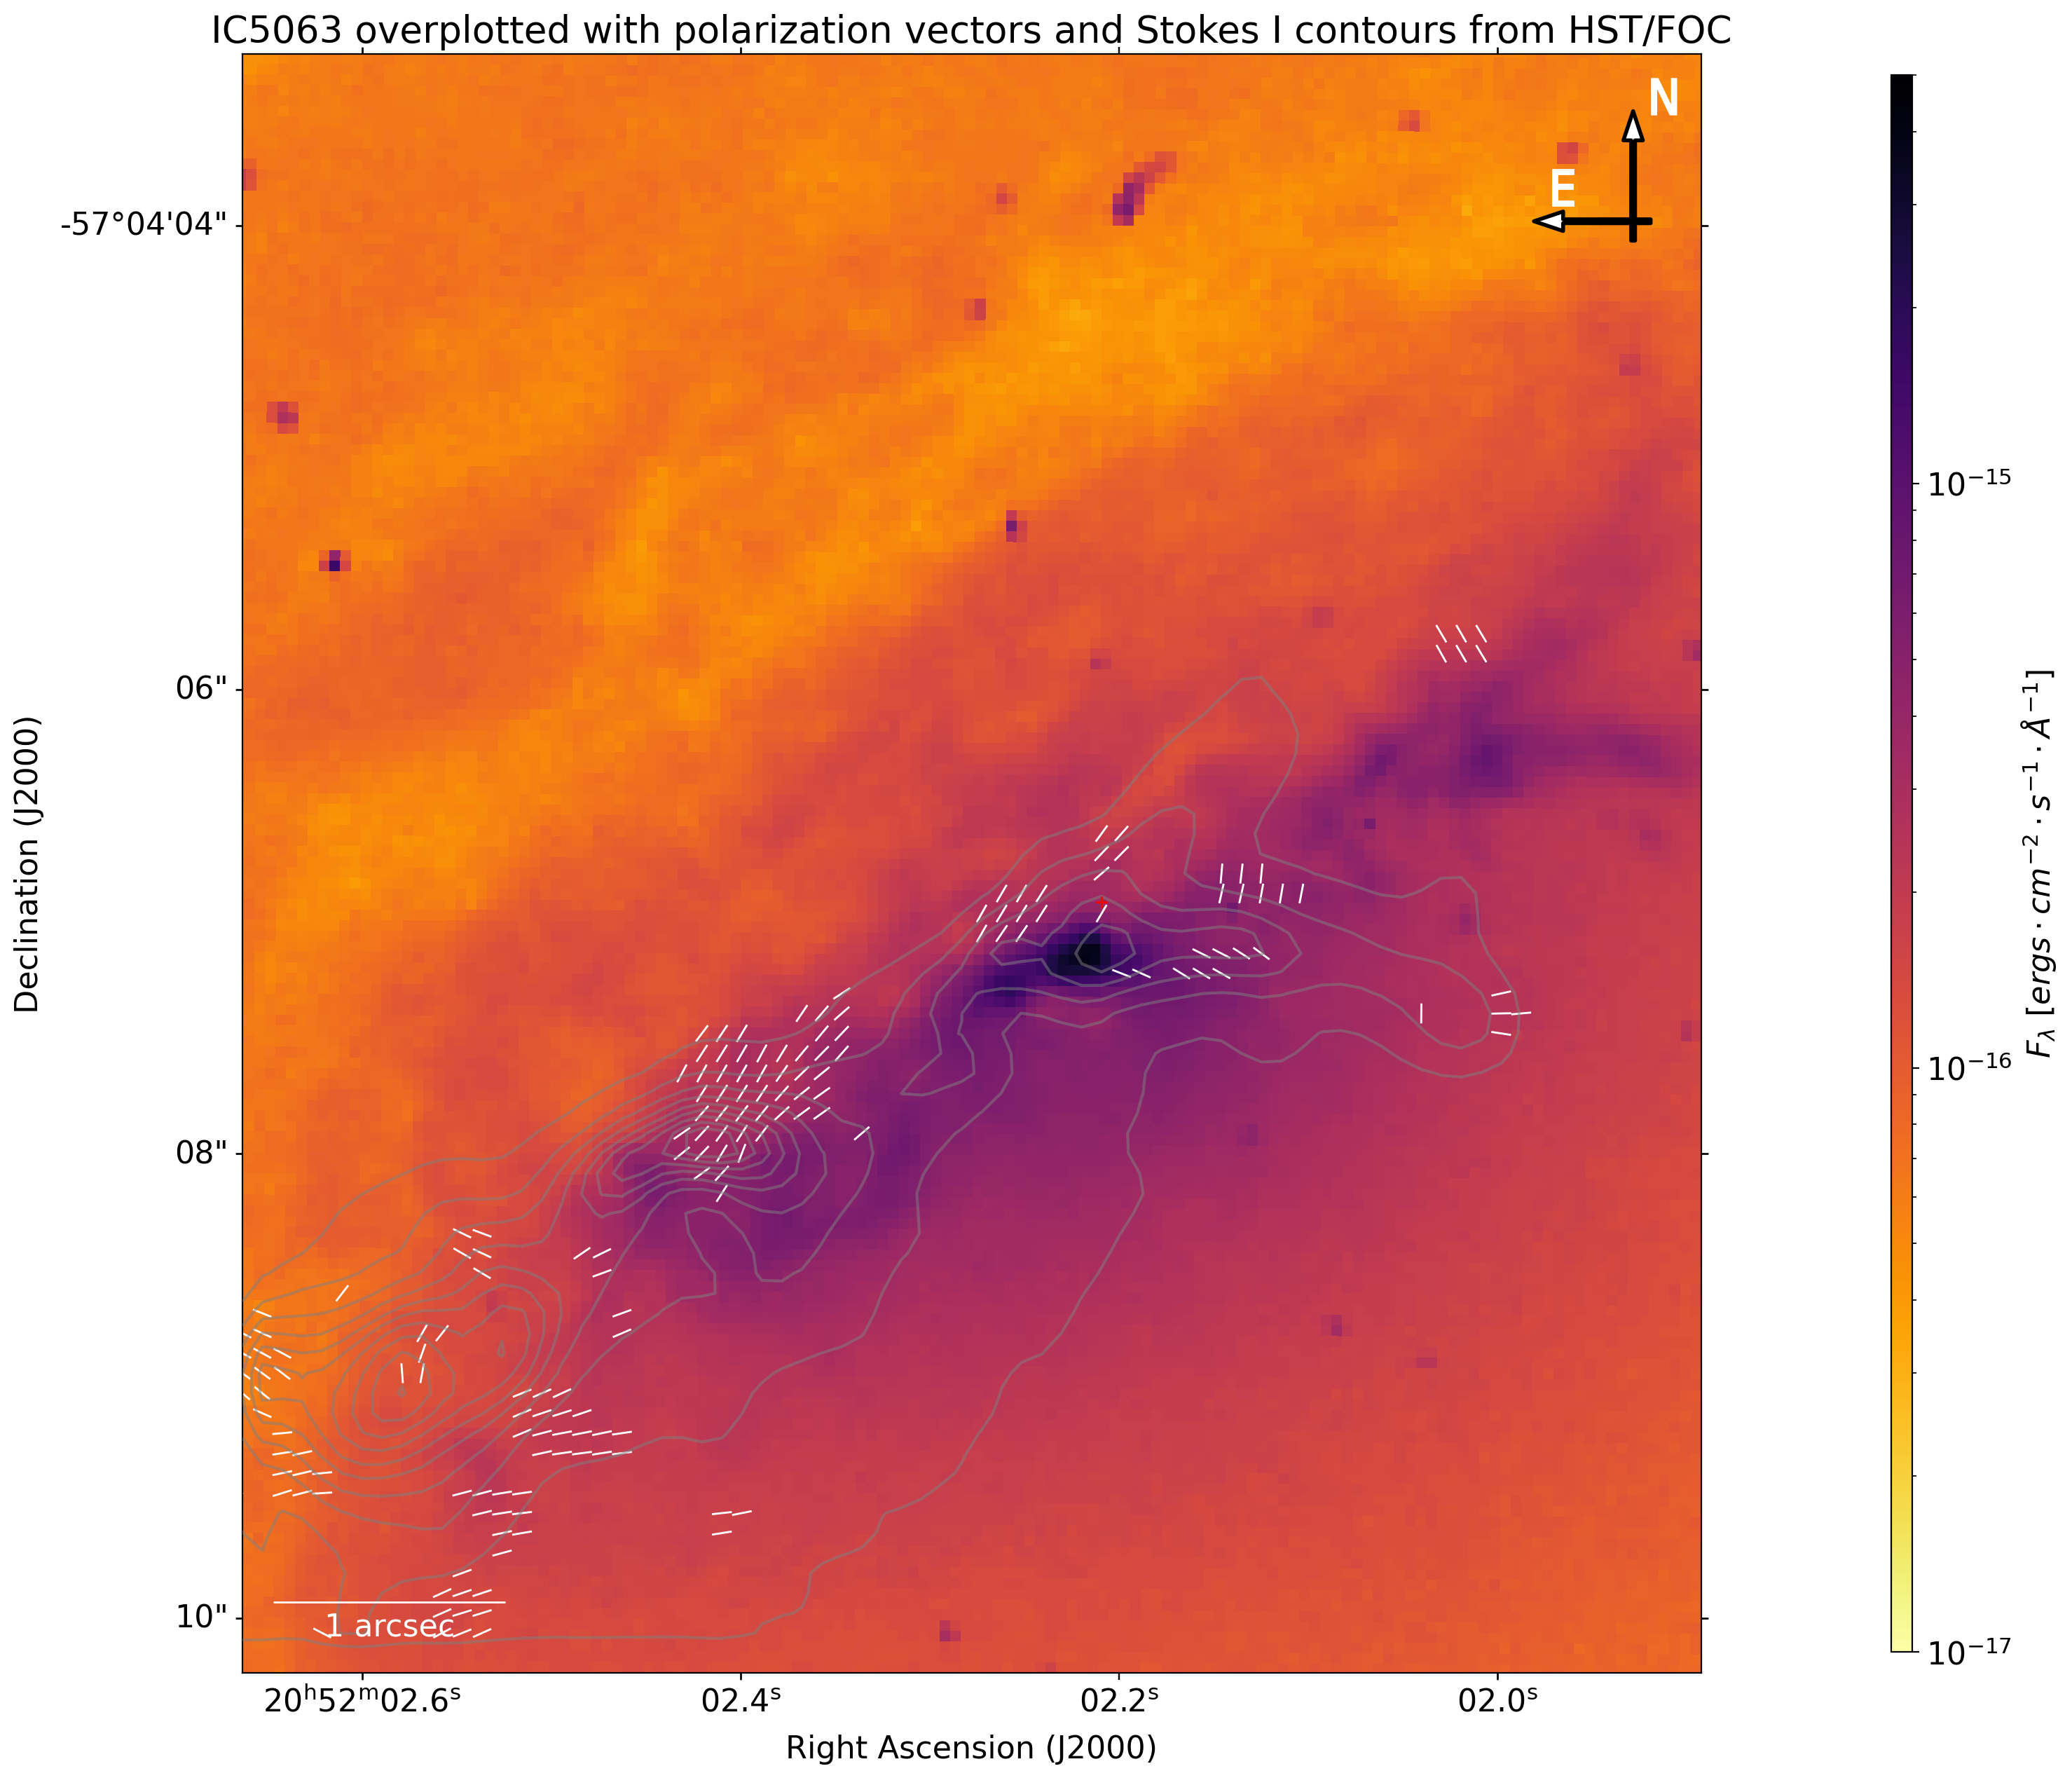 IC5063 overplotted with polarization vectors and Stokes I contours from HST/FOC
N
E
-57°04'04"
06"
08"
10"
Declination (J2000)
1 arcsec
20ʰ52ᵐ02.6ˢ
02.4ˢ
02.2ˢ
02.0ˢ
Right Ascension (J2000)
10⁻¹⁵
10⁻¹⁶
10⁻¹⁷
F_λ [ergs · cm⁻² · s⁻¹ · Å⁻¹]